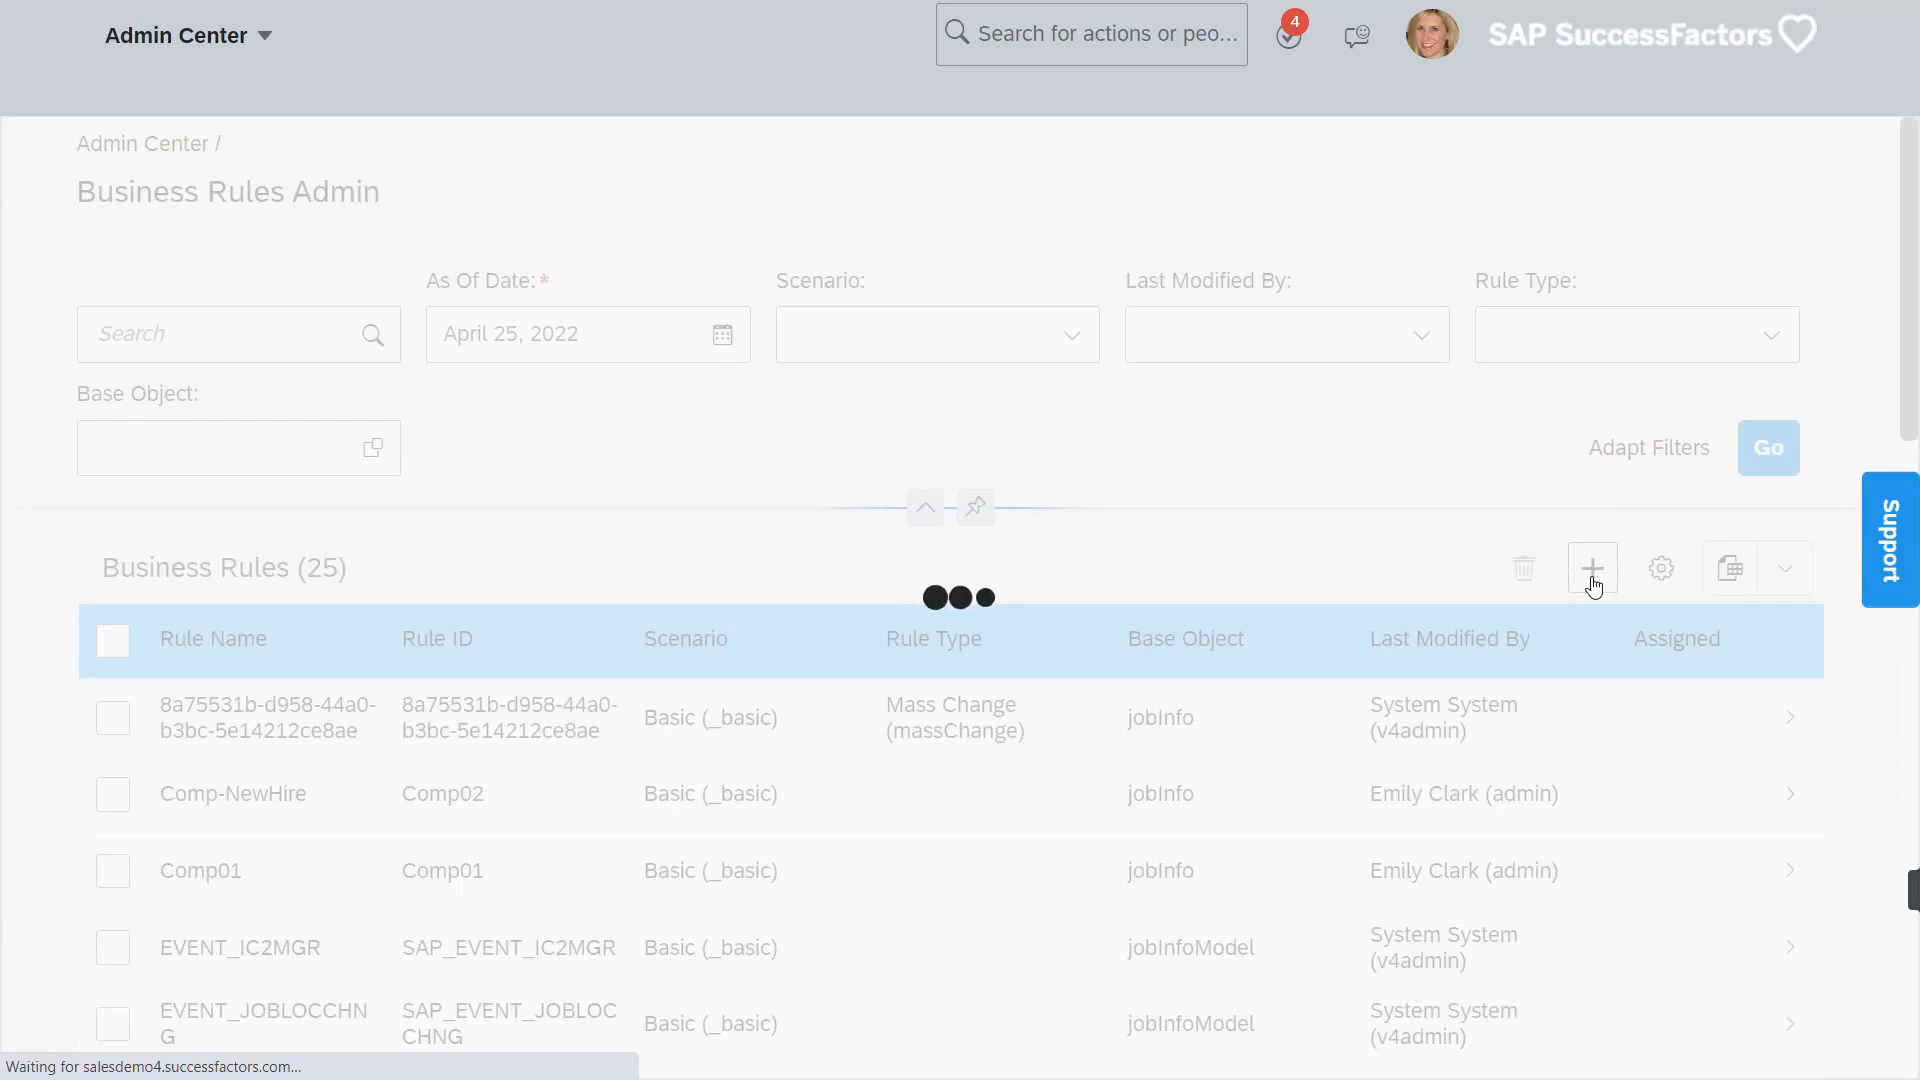 Admin Center
Search for actions or peo...
4
SAP SuccessFactors
Admin Center /
Business Rules Admin
As Of Date:*
Scenario:
Last Modified By:
Rule Type:
Search
April 25, 2022
Base Object:
Adapt Filters
Go
Support
Business Rules (25)
Rule Name Rule ID Scenario Rule Type Base Object Last Modified By Assigned
8a75531b-d958-44a0- 8a75531b-d958-44a0- Basic (_basic) Mass Change jobInfo System System
b3bc-5e14212ce8ae b3bc-5e14212ce8ae (massChange) (v4admin)
Comp-NewHire Comp02 Basic (_basic) jobInfo Emily Clark (admin)
Comp01 Comp01 Basic (_basic) jobInfo Emily Clark (admin)
EVENT_IC2MGR SAP_EVENT_IC2MGR Basic (_basic) jobInfoModel System System
(v4admin)
EVENT_JOBLOCCHN SAP_EVENT_JOBLOC Basic (_basic) jobInfoModel System System
G CHNG (v4admin)
Waiting for salesdemo4.successfactors.com...